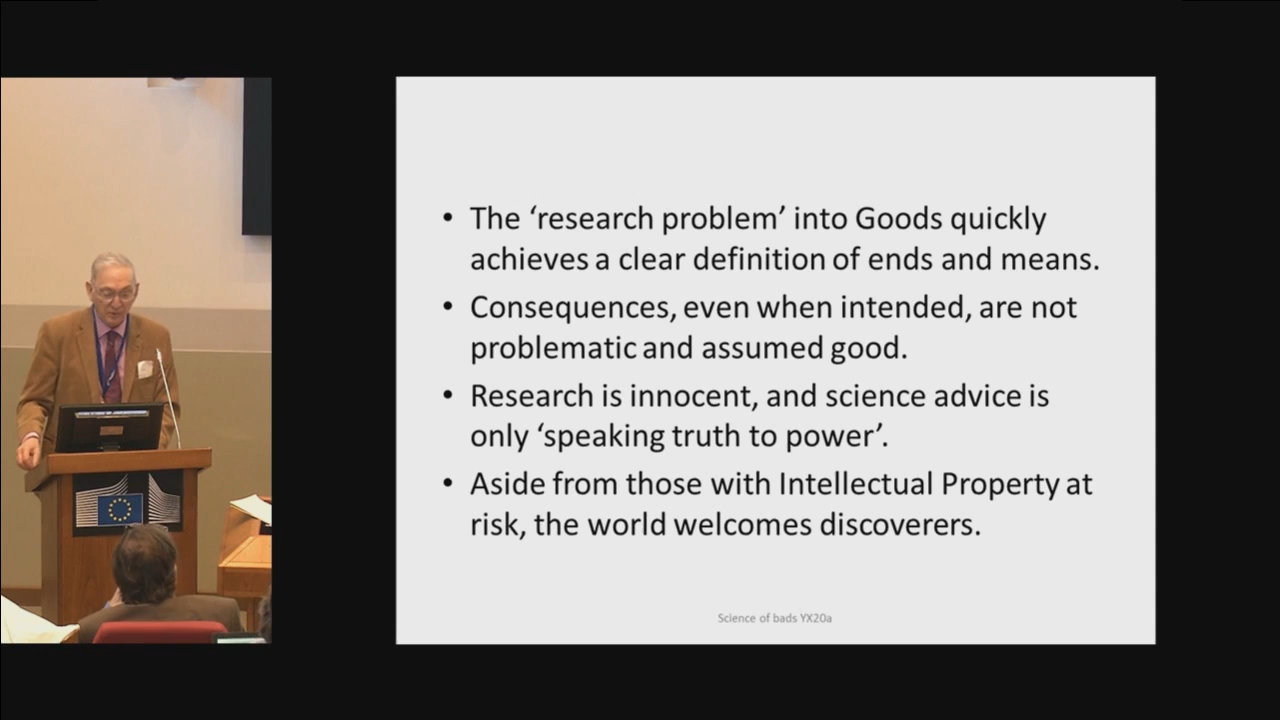 • The ‘research problem’ into Goods quickly
achieves a clear definition of ends and means.
• Consequences, even when intended, are not
problematic and assumed good.
• Research is innocent, and science advice is
only ‘speaking truth to power’.
• Aside from those with Intellectual Property at
risk, the world welcomes discoverers.
Science of bads YX20a